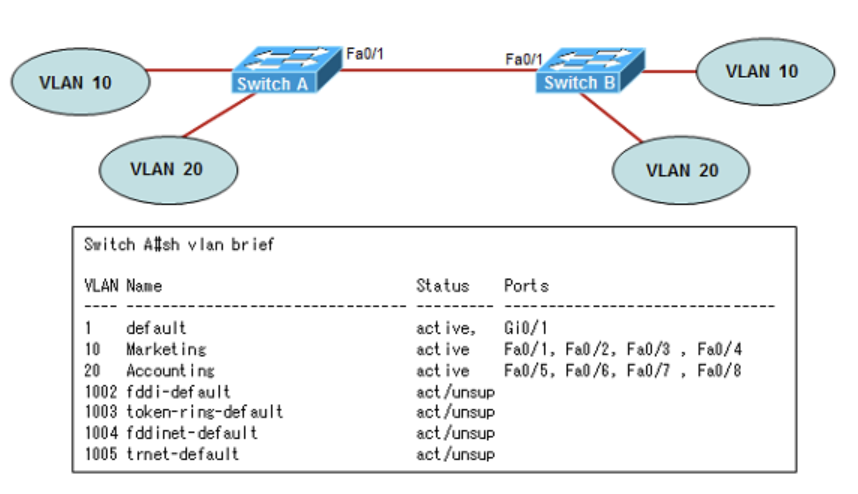 Fa0/1
Fa0/1
VLAN 10
Switch A
Switch B
VLAN 10
VLAN 20
VLAN 20
Switch A#sh vlan brief
VLAN Name Status Ports
---- -------------------------------- --------- -------------------------------
1 default active, Gi0/1
10 Marketing active Fa0/1, Fa0/2, Fa0/3 , Fa0/4
20 Accounting active Fa0/5, Fa0/6, Fa0/7 , Fa0/8
1002 fddi-default act/unsup
1003 token-ring-default act/unsup
1004 fddinet-default act/unsup
1005 trnet-default act/unsup